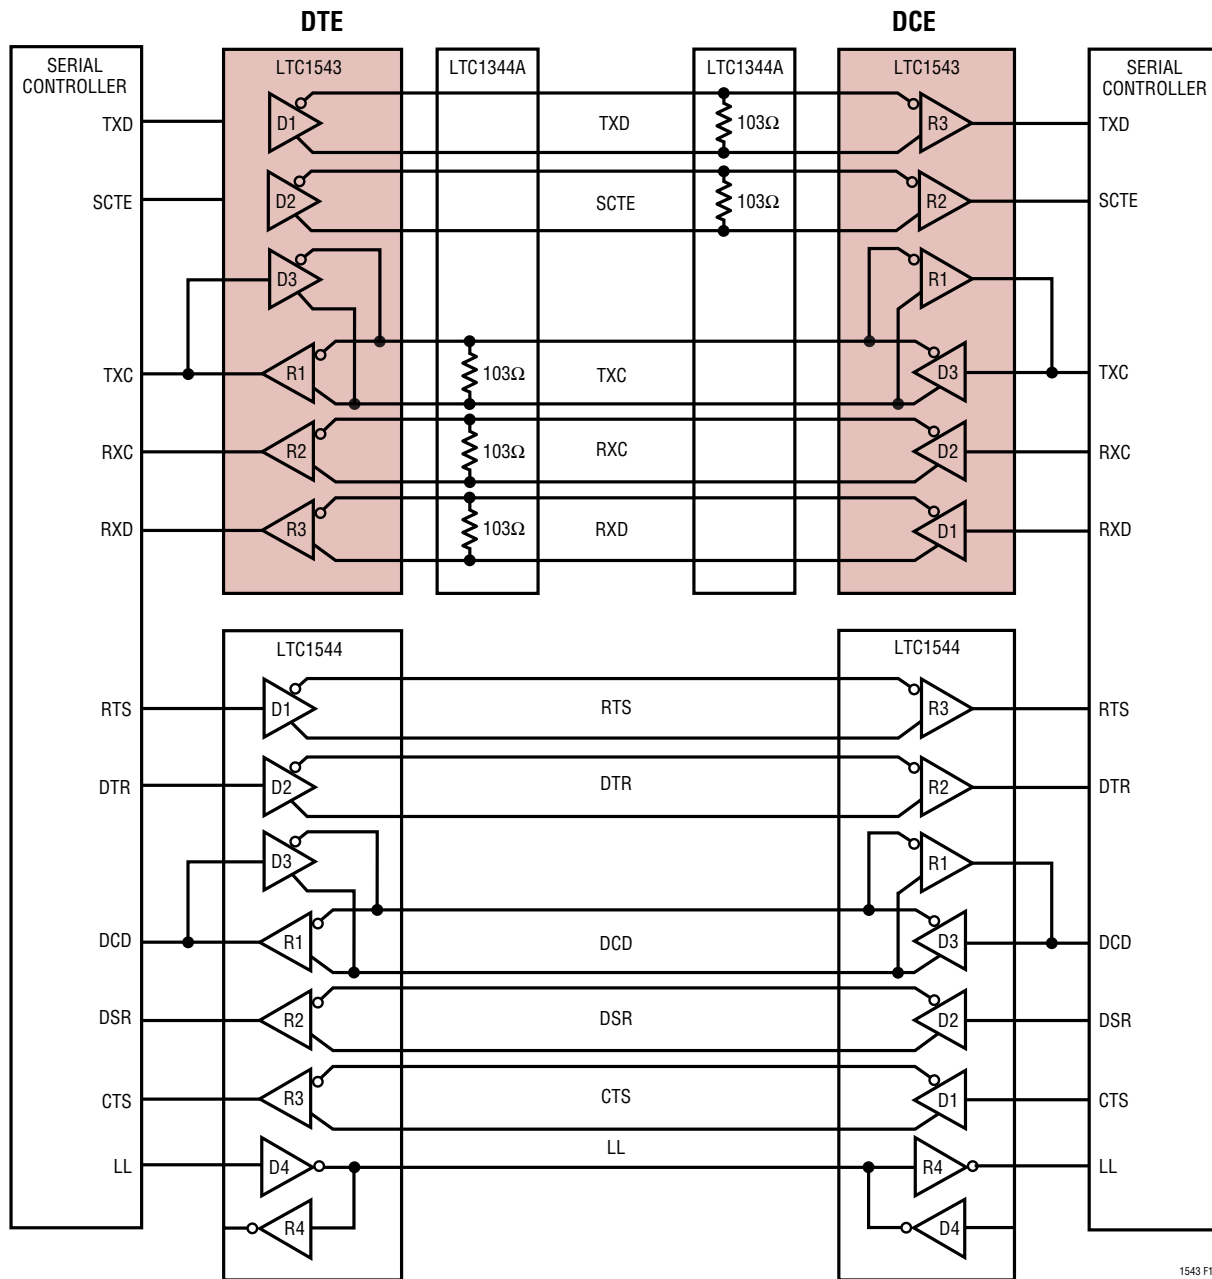 DTE
DCE
SERIAL
CONTROLLER
LTC1543
LTC1344A
LTC1344A
LTC1543
SERIAL
CONTROLLER
TXD
D1
TXD
103Ω
R3
TXD
SCTE
D2
SCTE
103Ω
R2
SCTE
D3
R1
TXC
R1
103Ω
TXC
D3
TXC
RXC
R2
103Ω
RXC
D2
RXC
RXD
R3
103Ω
RXD
D1
RXD
LTC1544
LTC1544
RTS
D1
RTS
R3
RTS
DTR
D2
DTR
R2
DTR
D3
R1
DCD
R1
DCD
D3
DCD
DSR
R2
DSR
D2
DSR
CTS
R3
CTS
D1
CTS
LL
D4
LL
R4
LL
R4
D4
1543 F1